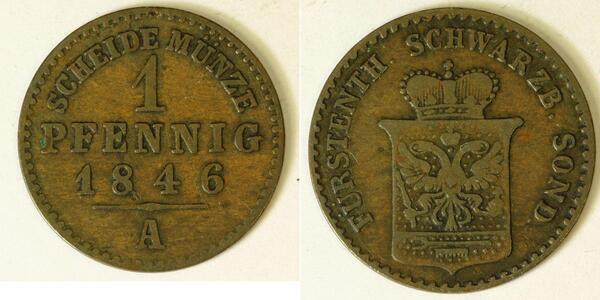 SCHEIDE MÜNZE
1
PFENNIG
1846
A
FÜRSTENTH. SCHWARZB. SOND.